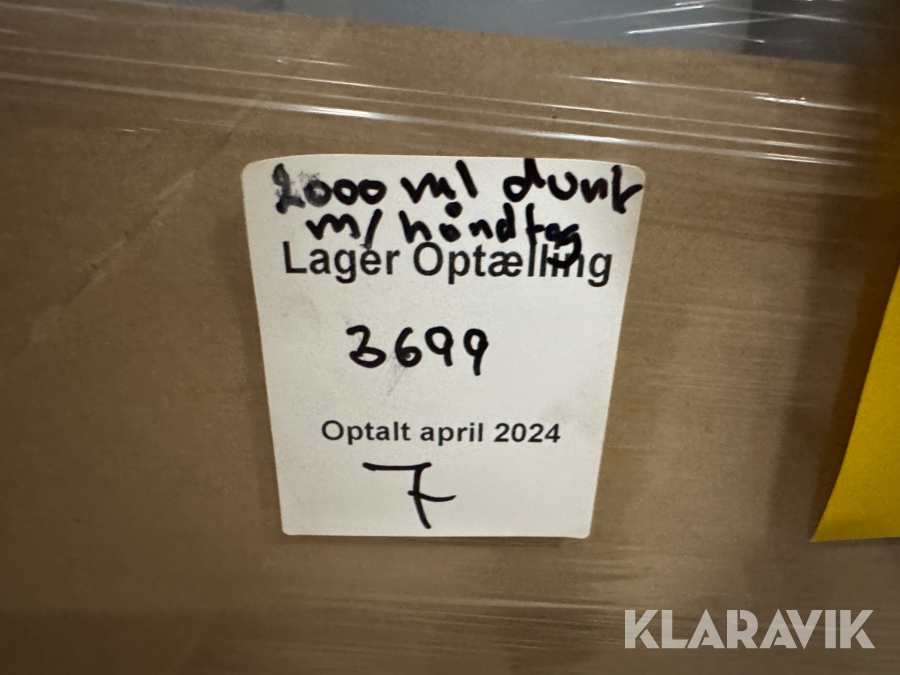 2000 ml dunk
m/ håndtag
Lager Optælling
3699
Optalt april 2024
7
KLARAVIK